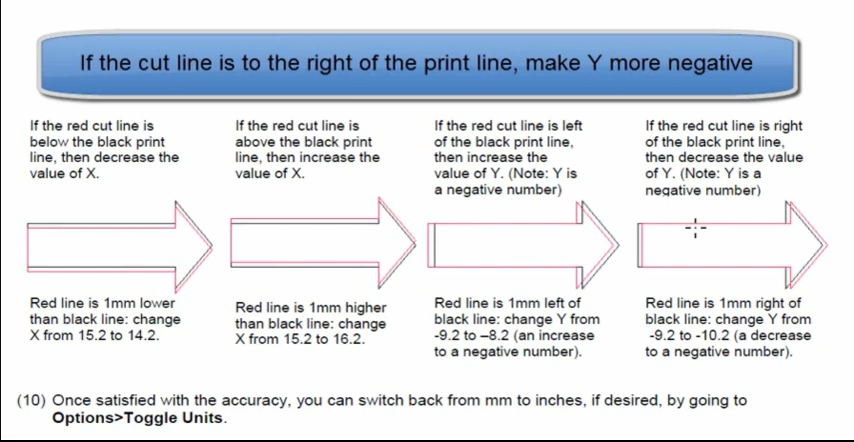 If the cut line is to the right of the print line, make Y more negative
If the red cut line is
below the black print
line, then decrease the
value of X.
If the red cut line is
above the black print
line, then increase the
value of X.
If the red cut line is left
of the black print line,
then increase the
value of Y. (Note: Y is
a negative number)
If the red cut line is right
of the black print line,
then decrease the value
of Y. (Note: Y is a
negative number)
Red line is 1mm lower
than black line: change
X from 15.2 to 14.2.
Red line is 1mm higher
than black line: change
X from 15.2 to 16.2.
Red line is 1mm left of
black line: change Y from
-9.2 to –8.2 (an increase
to a negative number).
Red line is 1mm right of
black line: change Y from
-9.2 to -10.2 (a decrease
to a negative number).
(10) Once satisfied with the accuracy, you can switch back from mm to inches, if desired, by going to
Options>Toggle Units.